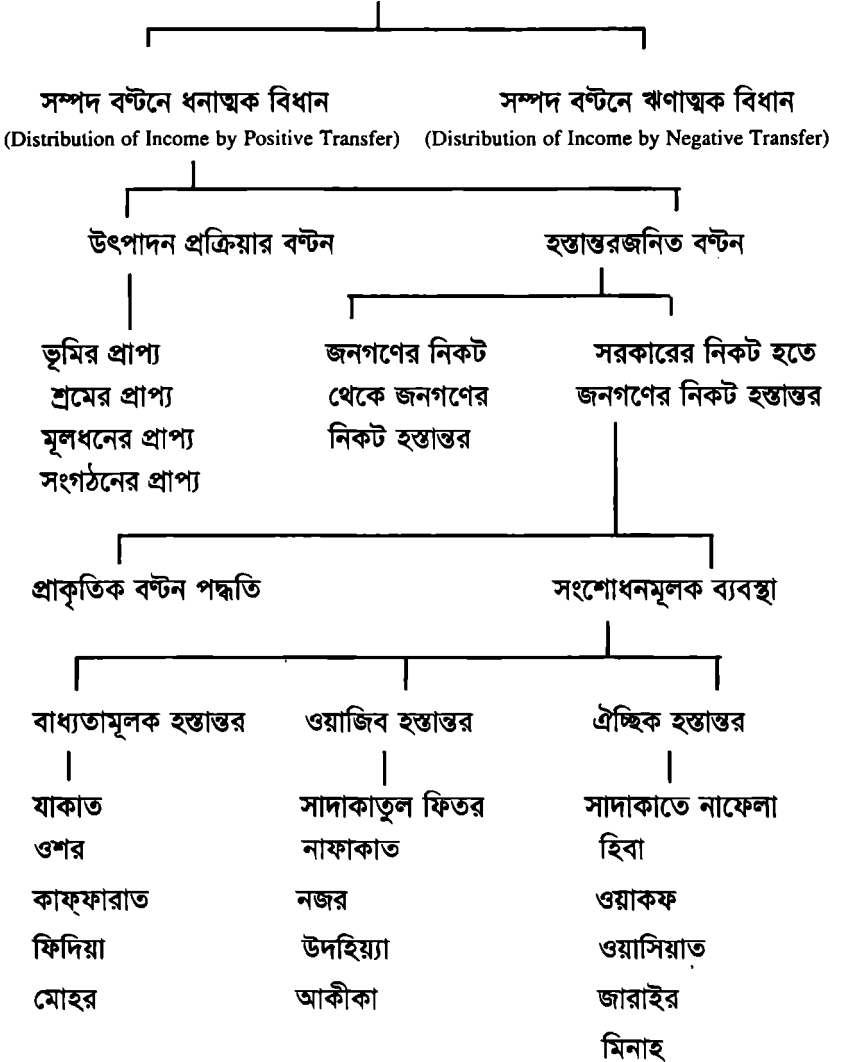 সম্পদ বণ্টনে ধনাত্মক বিধান
(Distribution of Income by Positive Transfer)
সম্পদ বণ্টনে ঋণাত্মক বিধান
(Distribution of Income by Negative Transfer)
উৎপাদন প্রক্রিয়ার বণ্টন
হস্তান্তরজনিত বণ্টন
ভূমির প্রাপ্য
শ্রমের প্রাপ্য
মূলধনের প্রাপ্য
সংগঠনের প্রাপ্য
জনগণের নিকট
থেকে জনগণের
নিকট হস্তান্তর
সরকারের নিকট হতে
জনগণের নিকট হস্তান্তর
প্রাকৃতিক বণ্টন পদ্ধতি
সংশোধনমূলক ব্যবস্থা
বাধ্যতামূলক হস্তান্তর
যাকাত
ওশর
কাফ্ফারাত
ফিদিয়া
মোহর
ওয়াজিব হস্তান্তর
সাদাকাতুল ফিতর
নাফাকাত
নজর
উদহিয়্যা
আকীকা
ঐচ্ছিক হস্তান্তর
সাদাকাতে নাফেলা
হিবা
ওয়াকফ
ওয়াসিয়াত
জারাইর
মিনাহ